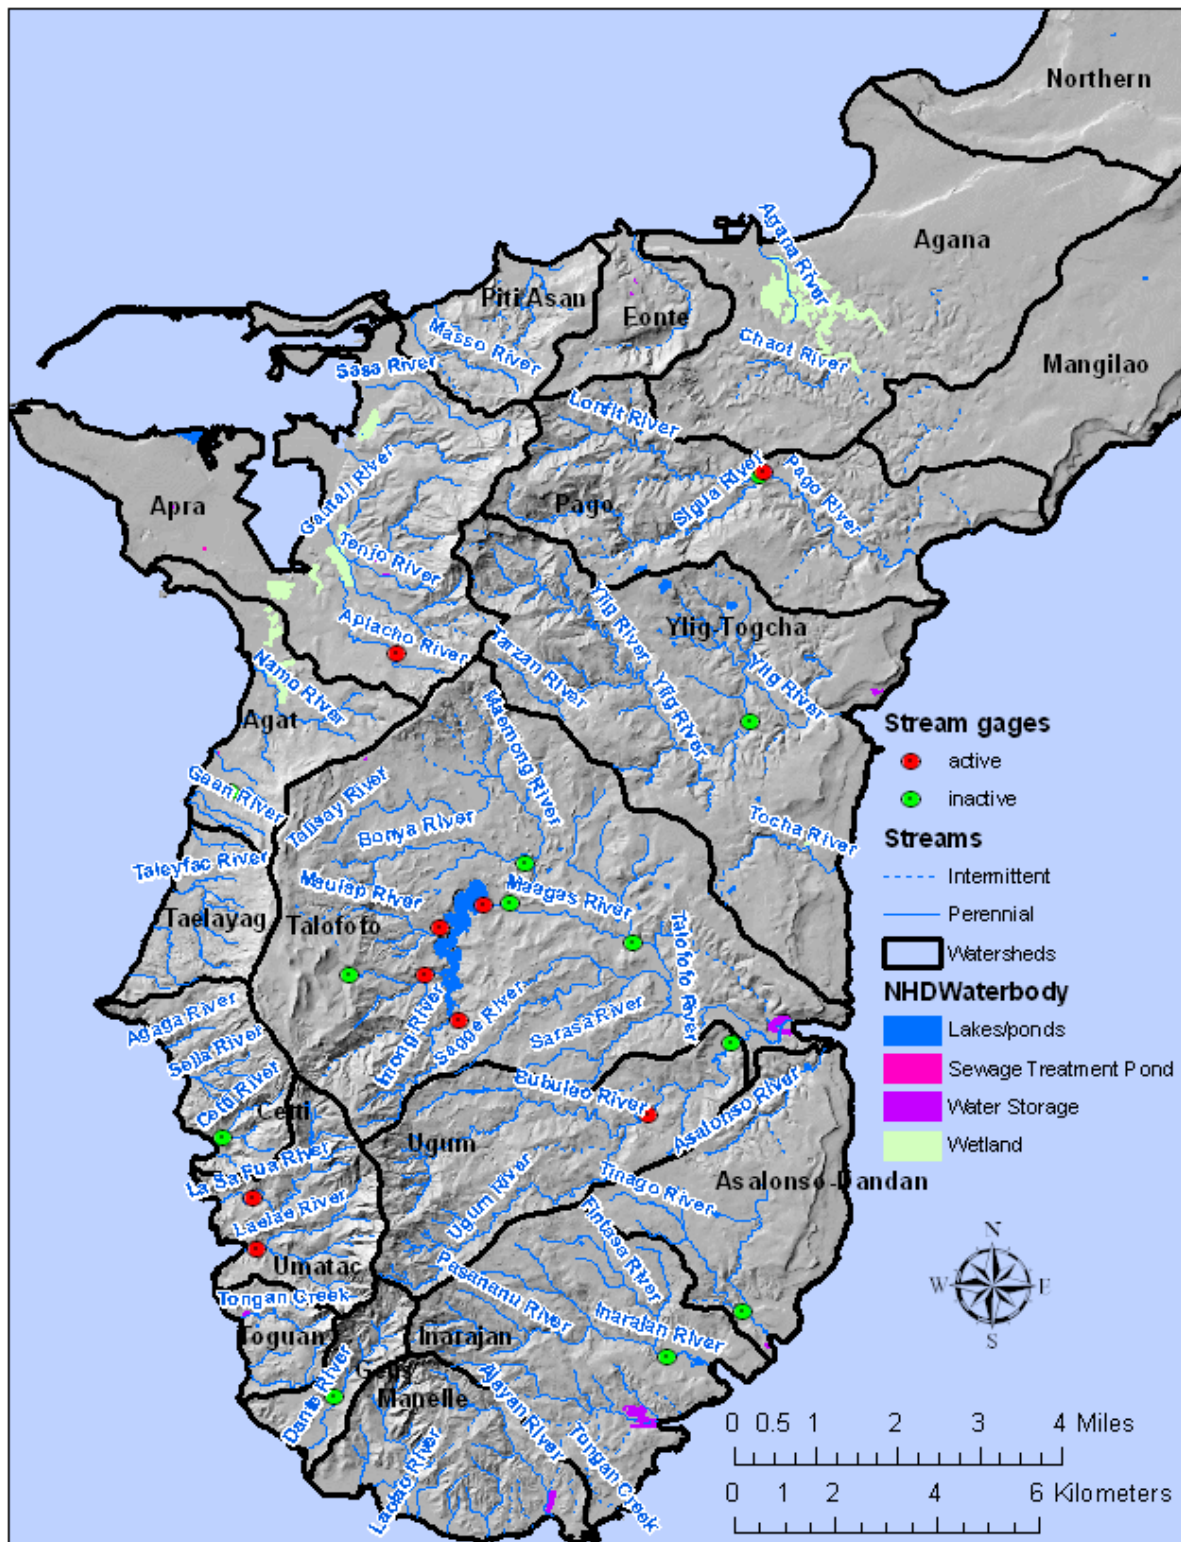 Northern
Agana River
Agana
Piti Asan
Fonte
Masso River
Chaot River
Mangilao
Sasa River
Lonfit River
Gamati River
Sigua River
Pago River
Apra
Pago
Tenjo River
Ylig River
Ylig-Togcha
Aplacho River
Tarzan River
Ylig River
Ylig River
Namo River
Agat
Maemong River
Stream gages
active
inactive
Gaan River
Talisay River
Bonya River
Tocha River
Streams
Taleyfac River
Maulap River
Maagas River
Intermittent
Taelayag
Talofofo
Talofofo River
Perennial
Watersheds
NHDWaterbody
Agaga River
Imong River
Sagge River
Sarasa River
Lakes/ponds
Sella River
Sewage Treatment Pond
Cetti River
Cetti
Bubulao River
Asalonso River
Water Storage
Ugum
Wetland
La Sa Fua River
Tinago River
Asalonso-Dandan
Laelae River
Ugum River
Fintasa River
N
Umatac
Pasananu River
W
E
Tongan Creek
Inaralan River
S
Toguan
Inarajan
Geus
Dante River
Manelle
Ajayan River
0 0.5 1 2 3 4 Miles
Laolao River
Tongan Creek
0 1 2 4 6 Kilometers